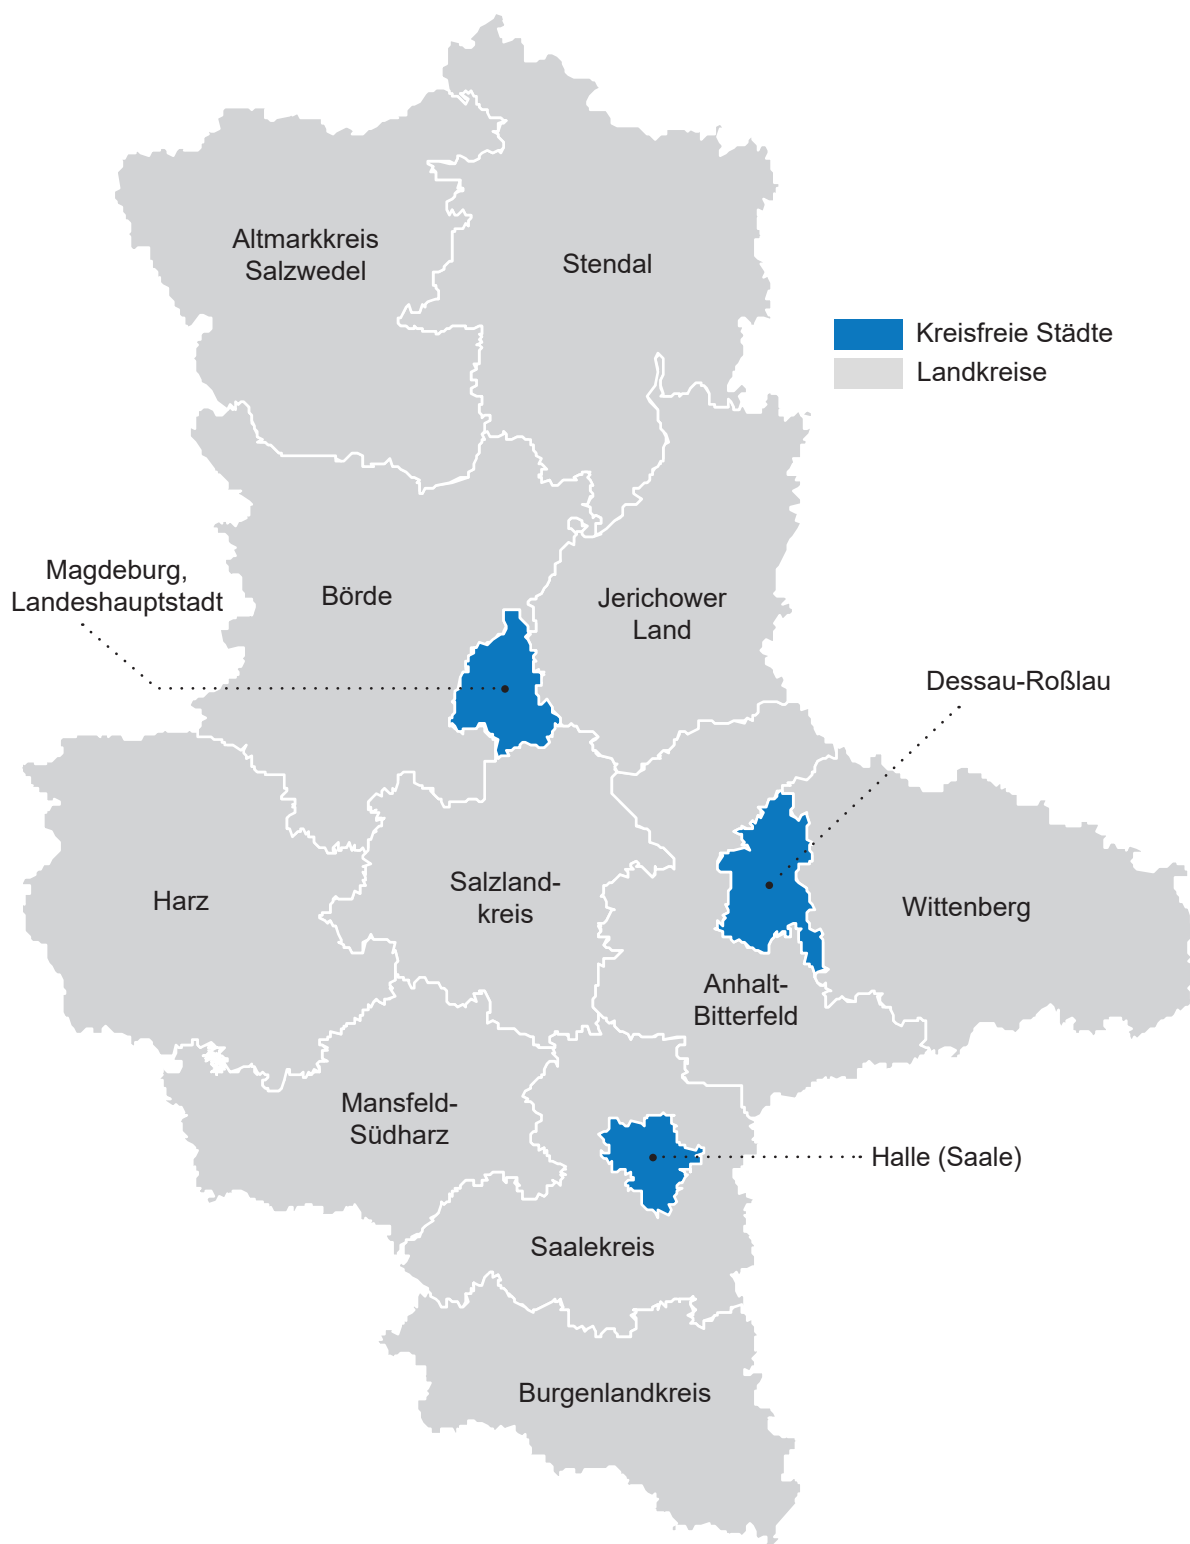 Altmarkkreis
Salzwedel
Stendal
Kreisfreie Städte
Landkreise
Magdeburg,
Landeshauptstadt
Börde
Jerichower
Land
Dessau-Roßlau
Harz
Salzland-
kreis
Wittenberg
Anhalt-
Bitterfeld
Mansfeld-
Südharz
Halle (Saale)
Saalekreis
Burgenlandkreis